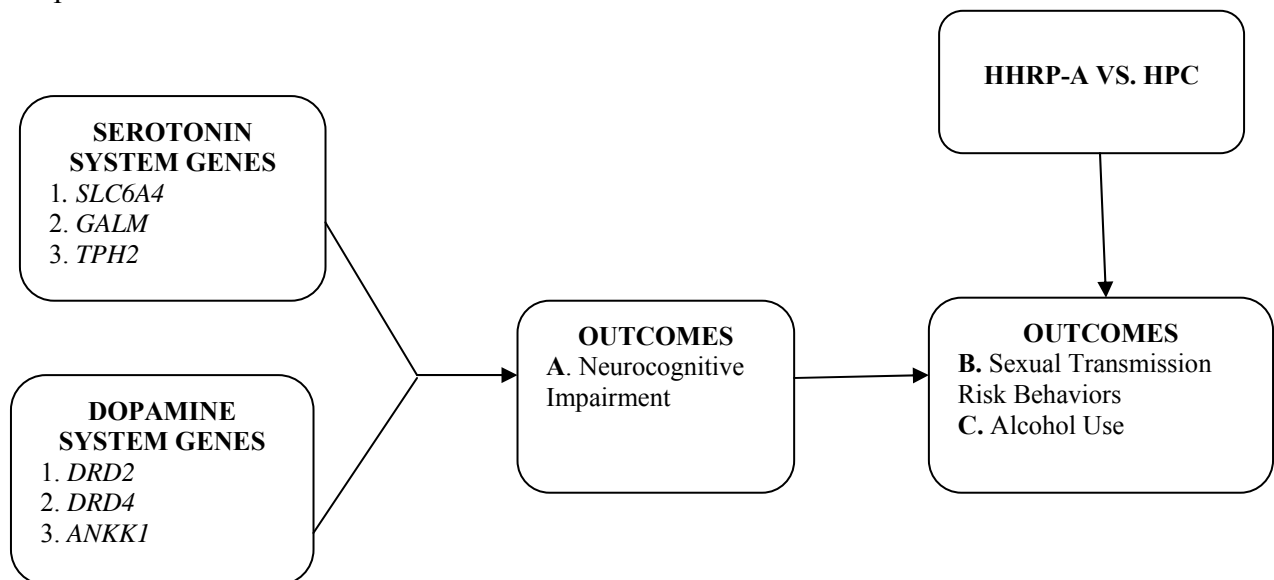 HHRP-A VS. HPC
SEROTONIN
SYSTEM GENES
1. SLC6A4
2. GALM
3. TPH2
DOPAMINE
SYSTEM GENES
1. DRD2
2. DRD4
3. ANKK1
OUTCOMES
A. Neurocognitive
Impairment
OUTCOMES
B. Sexual Transmission
Risk Behaviors
C. Alcohol Use